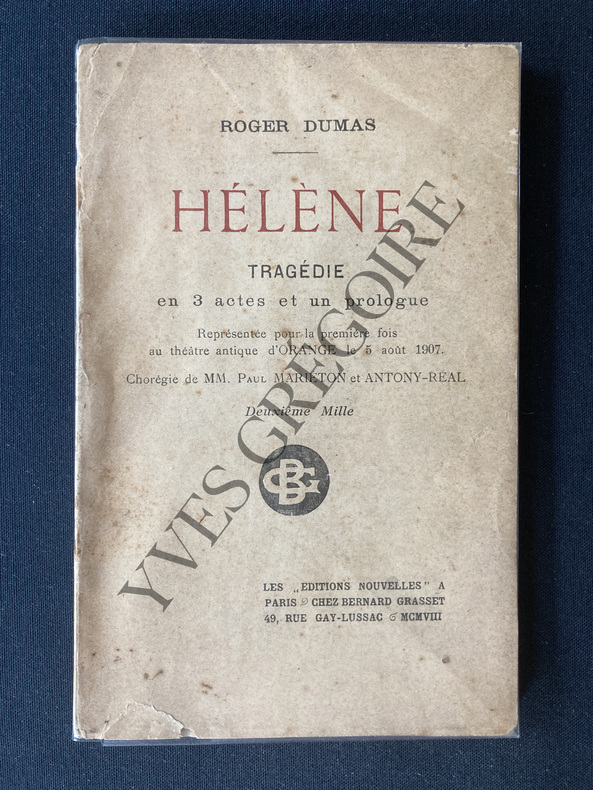 ROGER DUMAS
HÉLÈNE
TRAGÉDIE
en 3 actes et un prologue
Représentée pour la première fois
au théâtre antique d'ORANGE le 5 août 1907.
Chorégie de MM. PAUL MARIÉTON et ANTONY-RÉAL
Deuxième Mille
BG
LES „EDITIONS NOUVELLES" A
PARIS CHEZ BERNARD GRASSET
49, RUE GAY-LUSSAC MCMVIII
YVES GRÉGOIRE